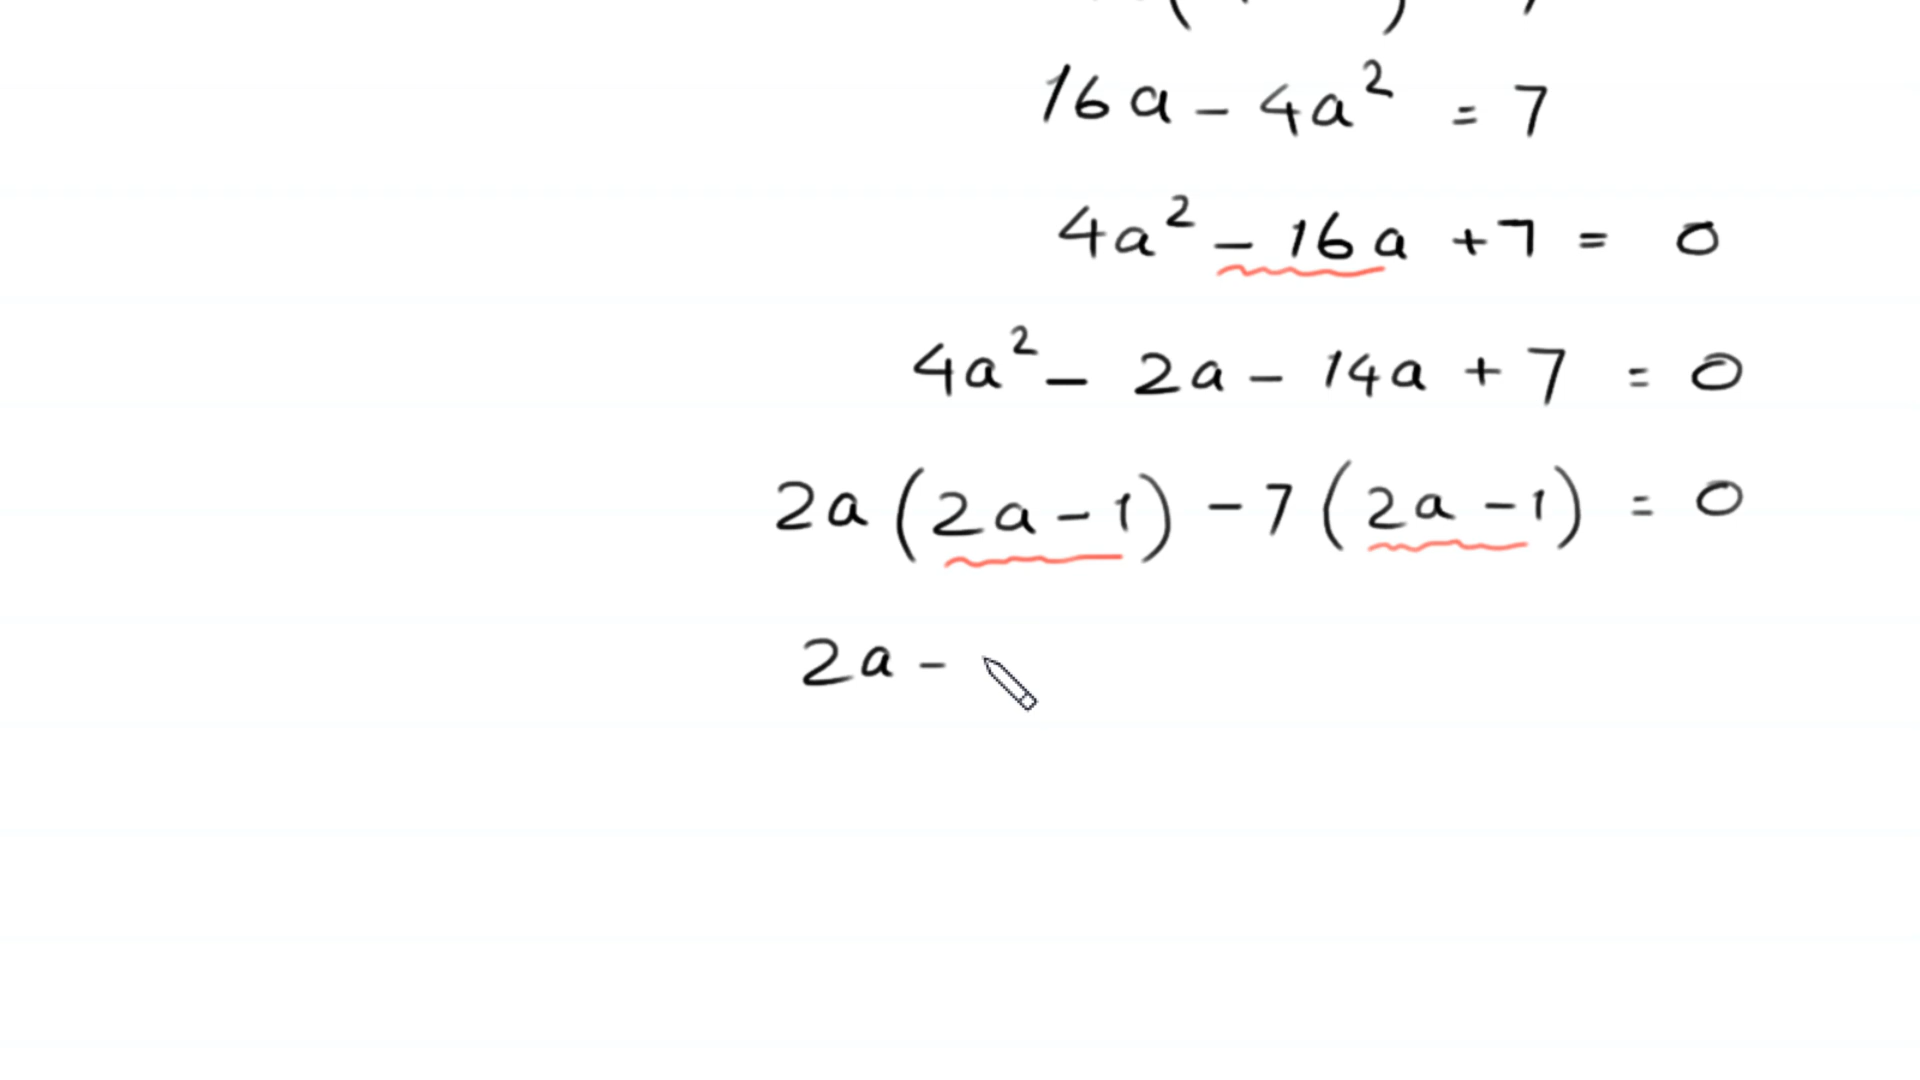 16a - 4a² = 7
4a² - 16a + 7 = 0
4a² - 2a - 14a + 7 = 0
2a (2a - 1) - 7 (2a - 1) = 0
2a -